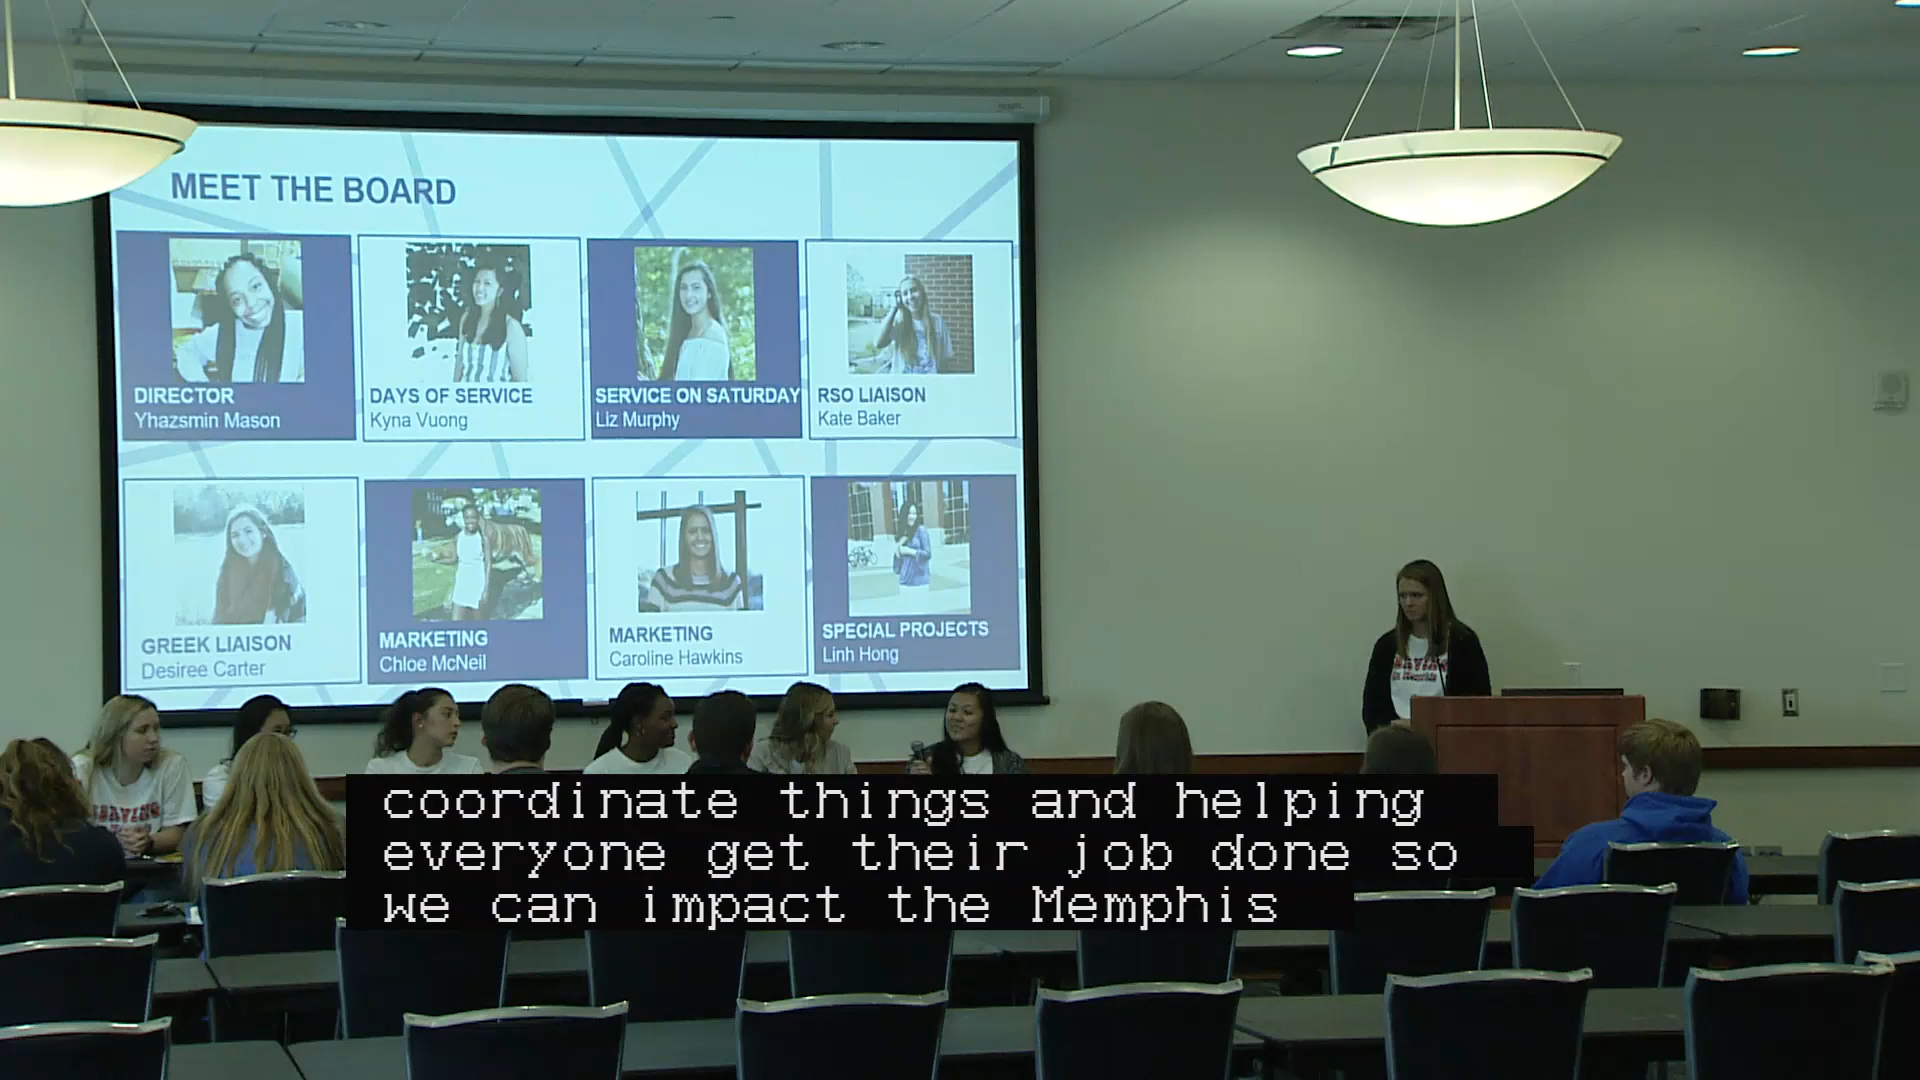 MEET THE BOARD
DIRECTOR
Yhazsmin Mason
DAYS OF SERVICE
Kyna Vuong
SERVICE ON SATURDAY
Liz Murphy
RSO LIAISON
Kate Baker
GREEK LIAISON
Desiree Carter
MARKETING
Chloe McNeil
MARKETING
Caroline Hawkins
SPECIAL PROJECTS
Linh Hong
coordinate things and helping
everyone get their job done so
we can impact the Memphis